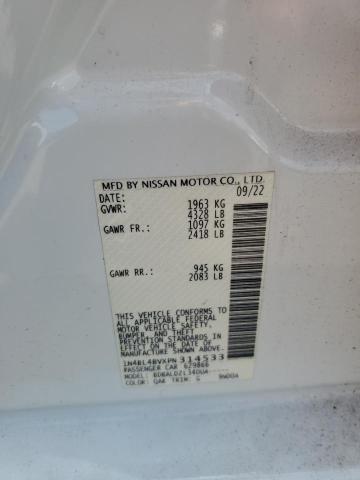 MFD BY NISSAN MOTOR CO., LTD.
DATE: 09/22
GVWR: 1963 KG
4328 LB
GAWR FR.: 1097 KG
2418 LB
GAWR RR.: 945 KG
2083 LB
THIS VEHICLE CONFORMS TO
ALL APPLICABLE FEDERAL
MOTOR VEHICLE SAFETY,
BUMPER, AND THEFT
PREVENTION STANDARDS
IN EFFECT ON THE DATE OF
MANUFACTURE SHOWN ABOVE.
1N4BL4BVXPN314533
PASSENGER CAR 629866
MODEL:
COLOR: QAK TRIM: G